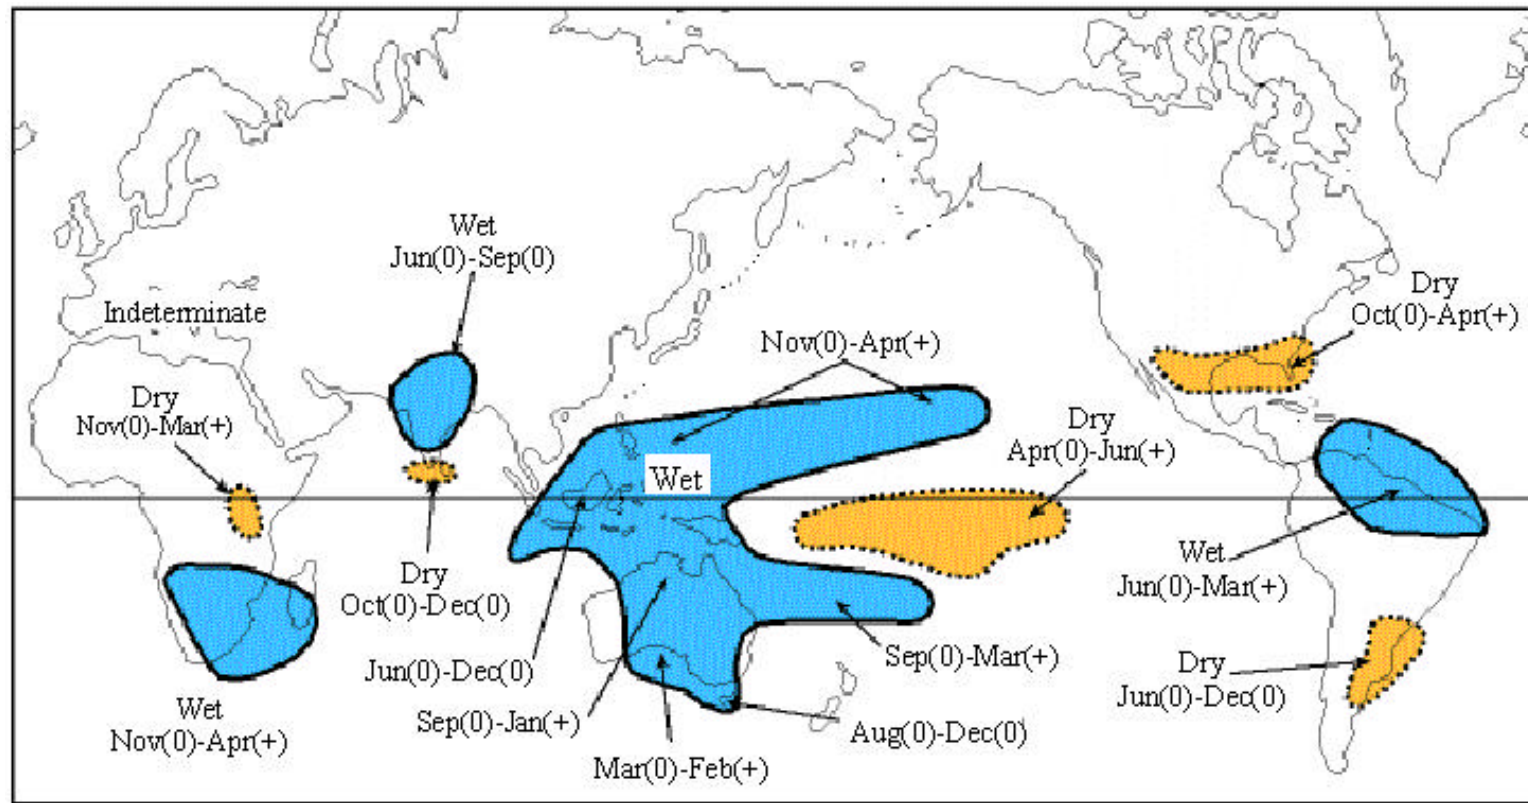 Wet
Jun(0)-Sep(0)
Dry
Oct(0)-Apr(+)
Indeterminate
Nov(0)-Apr(+)
Dry
Nov(0)-Mar(+)
Dry
Apr(0)-Jun(+)
Wet
Wet
Jun(0)-Mar(+)
Dry
Oct(0)-Dec(0)
Jun(0)-Dec(0)
Sep(0)-Mar(+)
Dry
Jun(0)-Dec(0)
Wet
Nov(0)-Apr(+)
Sep(0)-Jan(+)
Aug(0)-Dec(0)
Mar(0)-Feb(+)